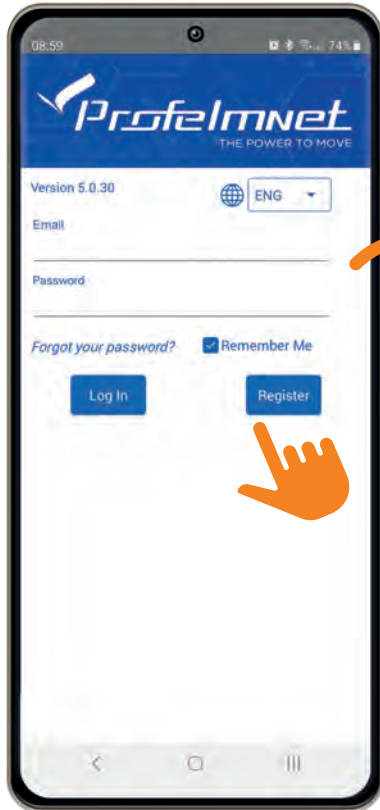 08:59 74%
Profelmnet
THE POWER TO MOVE
Version 5.0.30 ENG
Email
Password
Forgot your password? Remember Me
Log In Register